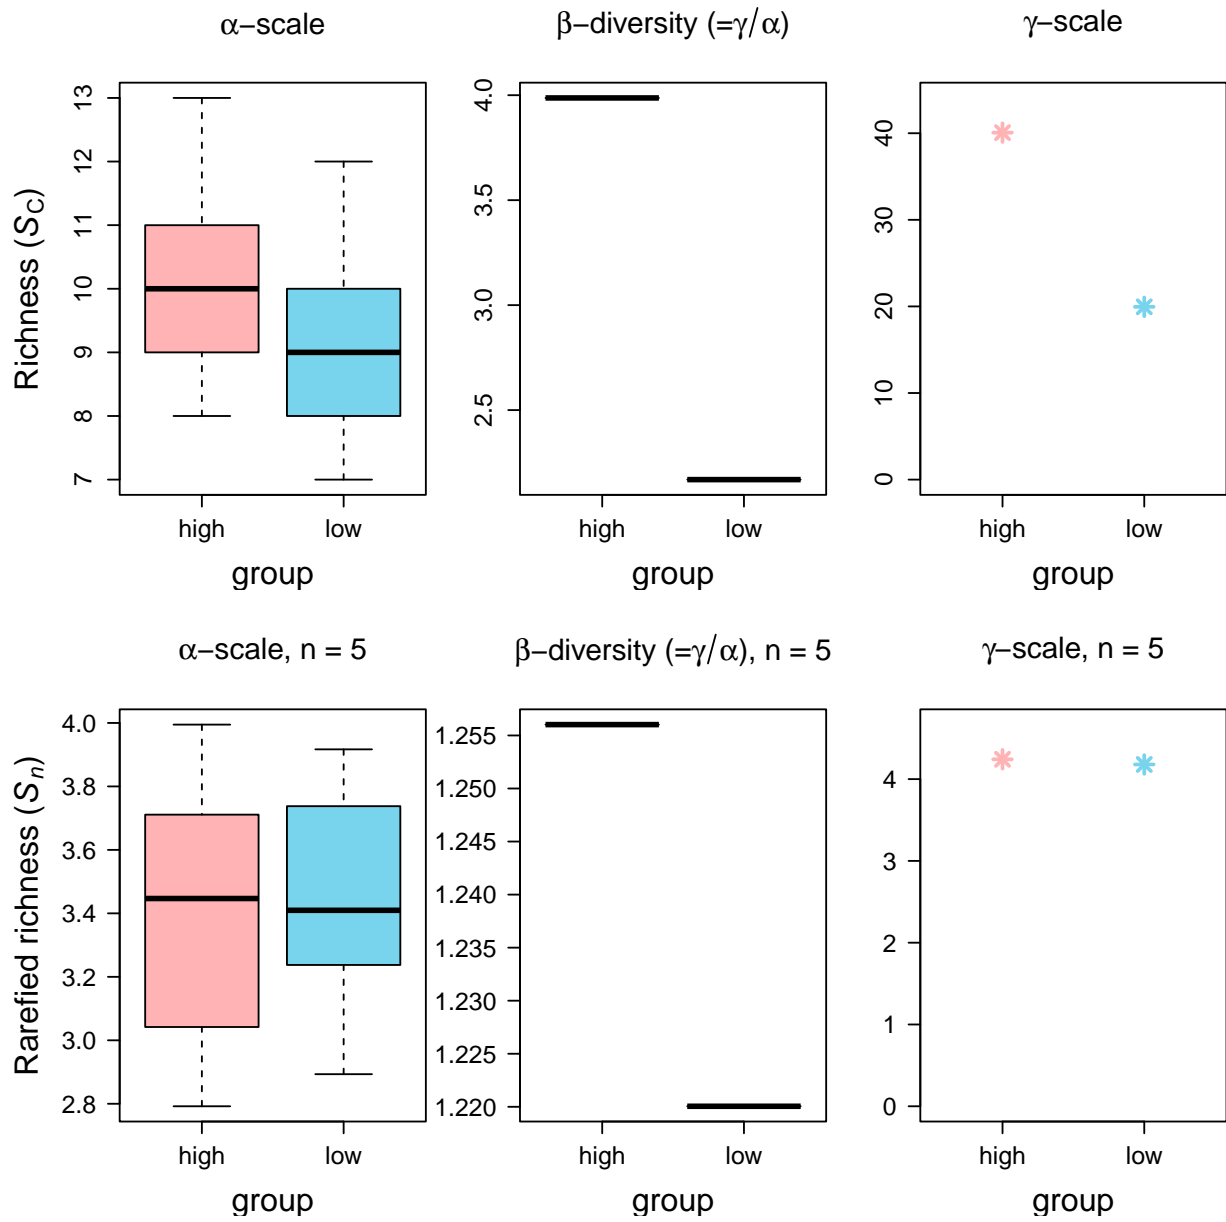 α−scale
β−diversity (=γ/α)
γ−scale
Richness (SC)
7
8
9
10
11
12
13
high
low
group
2.5
3.0
3.5
4.0
high
low
group
0
10
20
30
40
high
low
group
α−scale, n = 5
β−diversity (=γ/α), n = 5
γ−scale, n = 5
Rarefied richness (Sn)
4.0
3.8
3.6
3.4
3.2
3.0
2.8
high
low
group
1.255
1.250
1.245
1.240
1.235
1.230
1.225
1.220
high
low
group
4
3
2
1
0
high
low
group